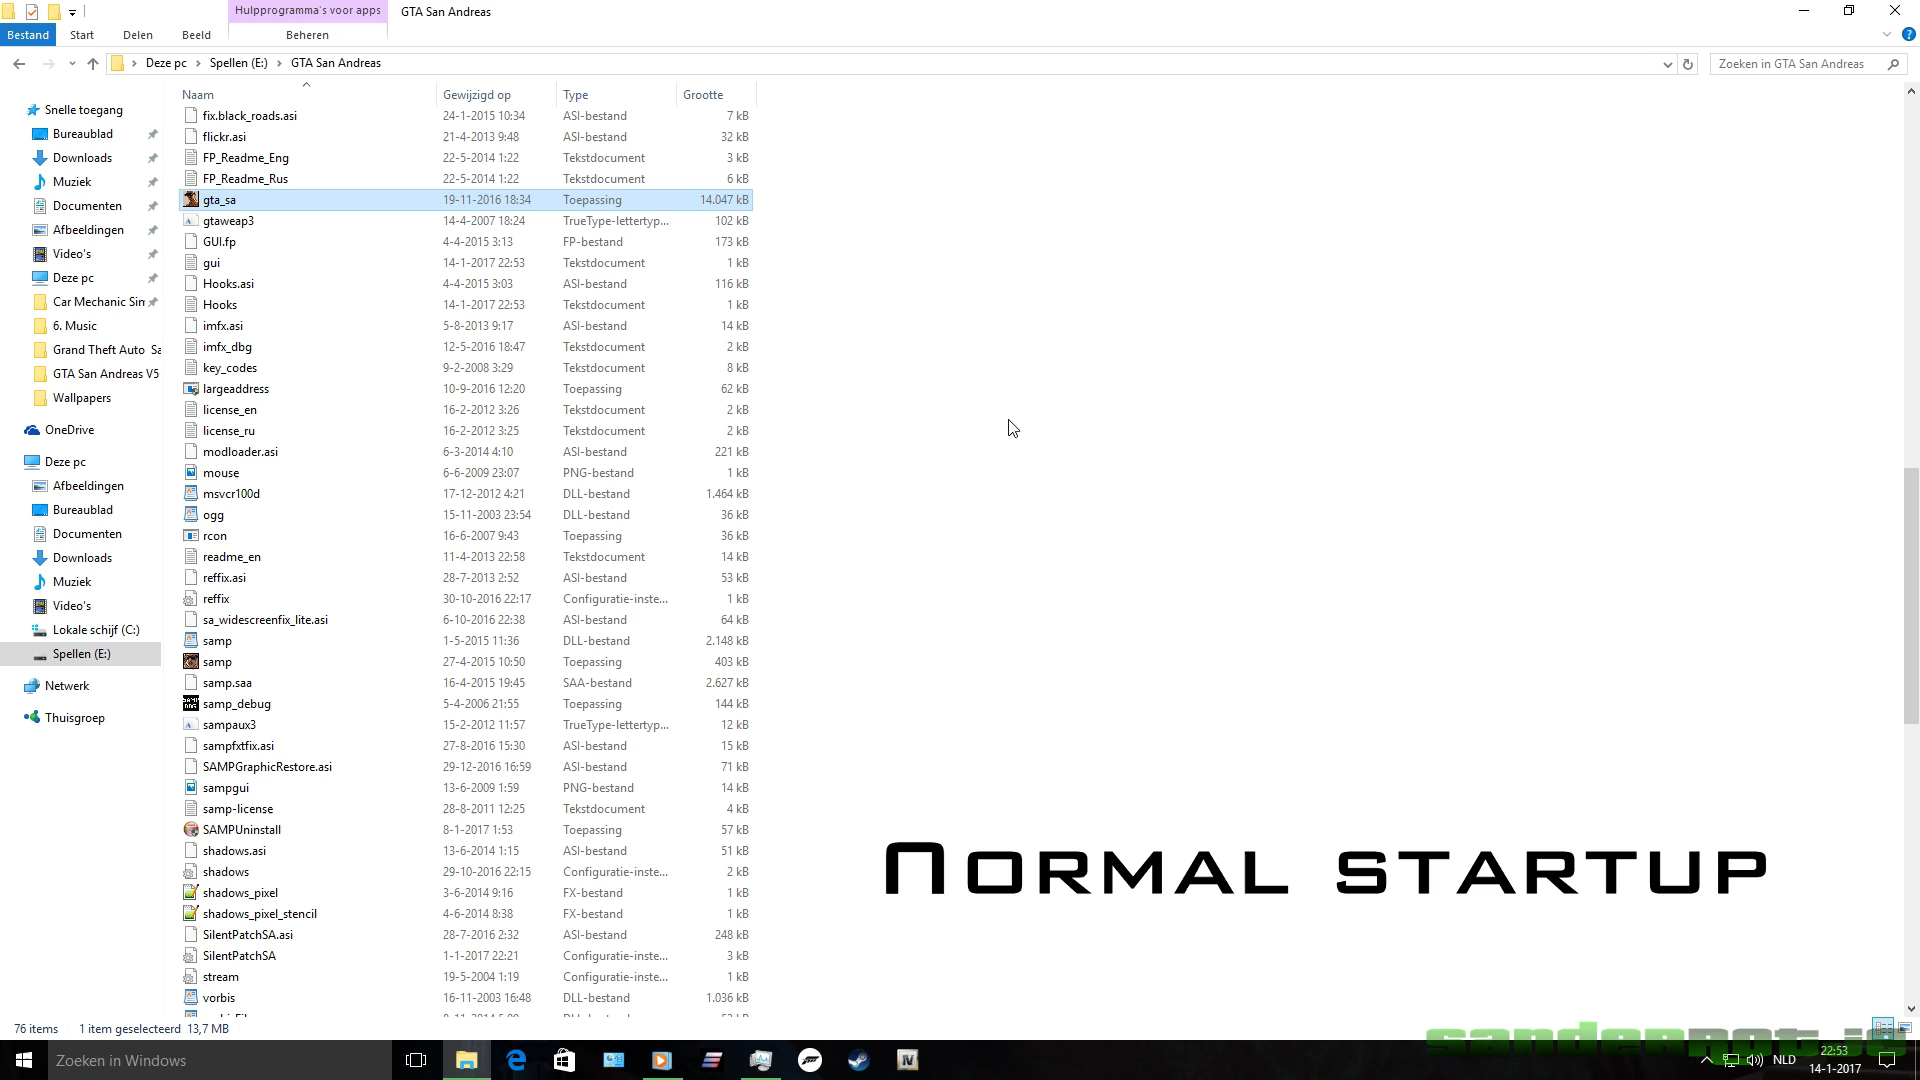 Hulpprogramma's voor apps GTA San Andreas
Bestand Start Delen Beeld Beheren
Deze pc Spellen (E:) GTA San Andreas Zoeken in GTA San Andreas
Naam Gewijzigd op Type Grootte
Snelle toegang
Bureaublad
Downloads
Muziek
Documenten
Afbeeldingen
Video's
Deze pc
Car Mechanic Sim
6. Music
Grand Theft Auto Sa
GTA San Andreas V5
Wallpapers
OneDrive
Deze pc
Afbeeldingen
Bureaublad
Documenten
Downloads
Muziek
Video's
Lokale schijf (C:)
Spellen (E:)
Netwerk
Thuisgroep
fix.black_roads.asi 24-1-2015 10:34 ASI-bestand 7 kB
flickr.asi 21-4-2013 9:48 ASI-bestand 32 kB
FP_Readme_Eng 22-5-2014 1:22 Tekstdocument 3 kB
FP_Readme_Rus 22-5-2014 1:22 Tekstdocument 6 kB
gta_sa 19-11-2016 18:34 Toepassing 14.047 kB
gtaweap3 14-4-2007 18:24 TrueType-lettertyp... 102 kB
GUI.fp 4-4-2015 3:13 FP-bestand 173 kB
gui 14-1-2017 22:53 Tekstdocument 1 kB
Hooks.asi 4-4-2015 3:03 ASI-bestand 116 kB
Hooks 14-1-2017 22:53 Tekstdocument 1 kB
imfx.asi 5-8-2013 9:17 ASI-bestand 14 kB
imfx_dbg 12-5-2016 18:47 Tekstdocument 2 kB
key_codes 9-2-2008 3:29 Tekstdocument 8 kB
largeaddress 10-9-2016 12:20 Toepassing 62 kB
license_en 16-2-2012 3:26 Tekstdocument 2 kB
license_ru 16-2-2012 3:25 Tekstdocument 2 kB
modloader.asi 6-3-2014 4:10 ASI-bestand 221 kB
mouse 6-6-2009 23:07 PNG-bestand 1 kB
msvcr100d 17-12-2012 4:21 DLL-bestand 1.464 kB
ogg 15-11-2003 23:54 DLL-bestand 36 kB
rcon 16-6-2007 9:43 Toepassing 36 kB
readme_en 11-4-2013 22:58 Tekstdocument 14 kB
reffix.asi 28-7-2013 2:52 ASI-bestand 53 kB
reffix 30-10-2016 22:17 Configuratie-inste... 1 kB
sa_widescreenfix_lite.asi 6-10-2016 22:38 ASI-bestand 64 kB
samp 1-5-2015 11:36 DLL-bestand 2.148 kB
samp 27-4-2015 10:50 Toepassing 403 kB
samp.saa 16-4-2015 19:45 SAA-bestand 2.627 kB
samp_debug 5-4-2006 21:55 Toepassing 144 kB
sampaux3 15-2-2012 11:57 TrueType-lettertyp... 12 kB
sampfxtfix.asi 27-8-2016 15:30 ASI-bestand 15 kB
SAMPGraphicRestore.asi 29-12-2016 16:59 ASI-bestand 71 kB
sampgui 13-6-2009 1:59 PNG-bestand 14 kB
samp-license 28-8-2011 12:25 Tekstdocument 4 kB
SAMPUninstall 8-1-2017 1:53 Toepassing 57 kB
shadows.asi 13-6-2014 1:15 ASI-bestand 51 kB
shadows 29-10-2016 22:15 Configuratie-inste... 2 kB
shadows_pixel 3-6-2014 9:16 FX-bestand 1 kB
shadows_pixel_stencil 4-6-2014 8:38 FX-bestand 1 kB
SilentPatchSA.asi 28-7-2016 2:32 ASI-bestand 248 kB
SilentPatchSA 1-1-2017 22:21 Configuratie-inste... 3 kB
stream 19-5-2004 1:19 Configuratie-inste... 1 kB
vorbis 16-11-2003 16:48 DLL-bestand 1.036 kB
Normal startup
76 items 1 item geselecteerd 13,7 MB
Zoeken in Windows
NLD
22:53
14-1-2017